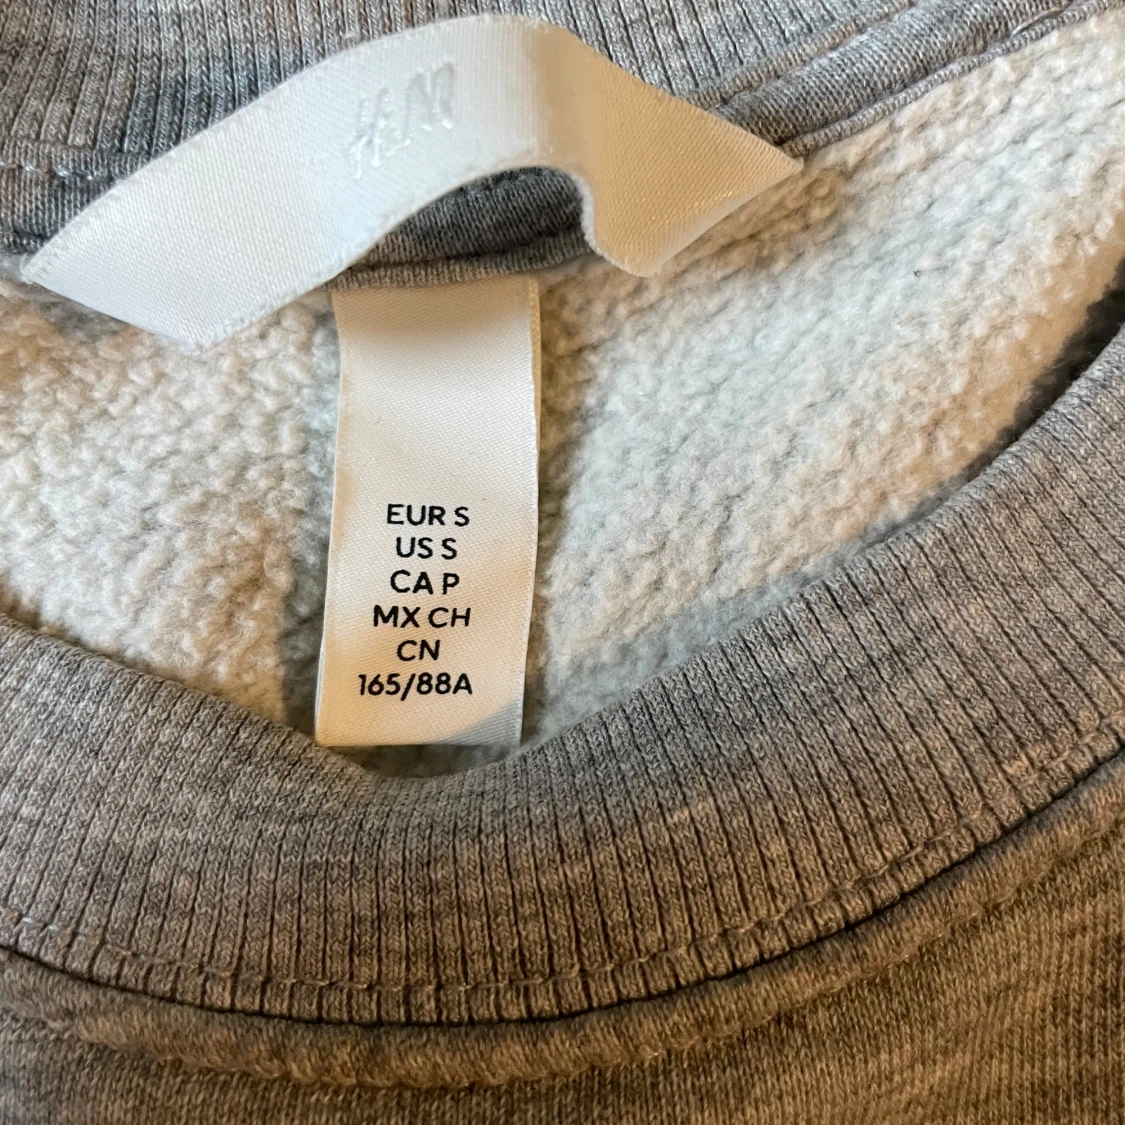 H&M
EUR S
US S
CA P
MX CH
CN
165/88A